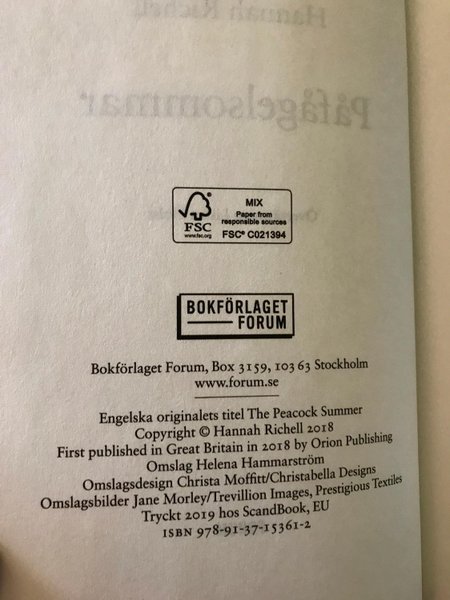 Hannah Richell
Påfågelsommar
FSC
www.fsc.org
MIX
Paper from
responsible sources
FSC® C021394
BOKFÖRLAGET
FORUM
Bokförlaget Forum, Box 3159, 103 63 Stockholm
www.forum.se
Engelska originalets titel The Peacock Summer
Copyright © Hannah Richell 2018
First published in Great Britain in 2018 by Orion Publishing
Omslag Helena Hammarström
Omslagsdesign Christa Moffitt/Christabella Designs
Omslagsbilder Jane Morley/Trevillion Images, Prestigious Textiles
Tryckt 2019 hos ScandBook, EU
ISBN 978-91-37-15361-2